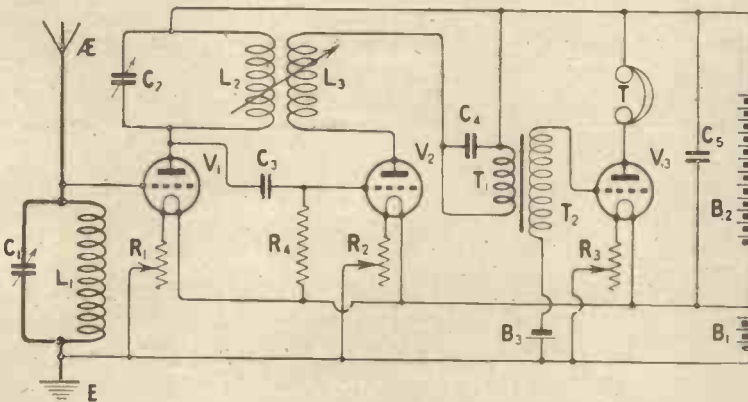 Æ
C₂
L₂
L₃
C₄
T
C₅
V₁
C₃
V₂
T₁
V₃
T₂
B₂
C₁
L₁
R₁
R₄
R₂
R₃
B₃
B₁
E